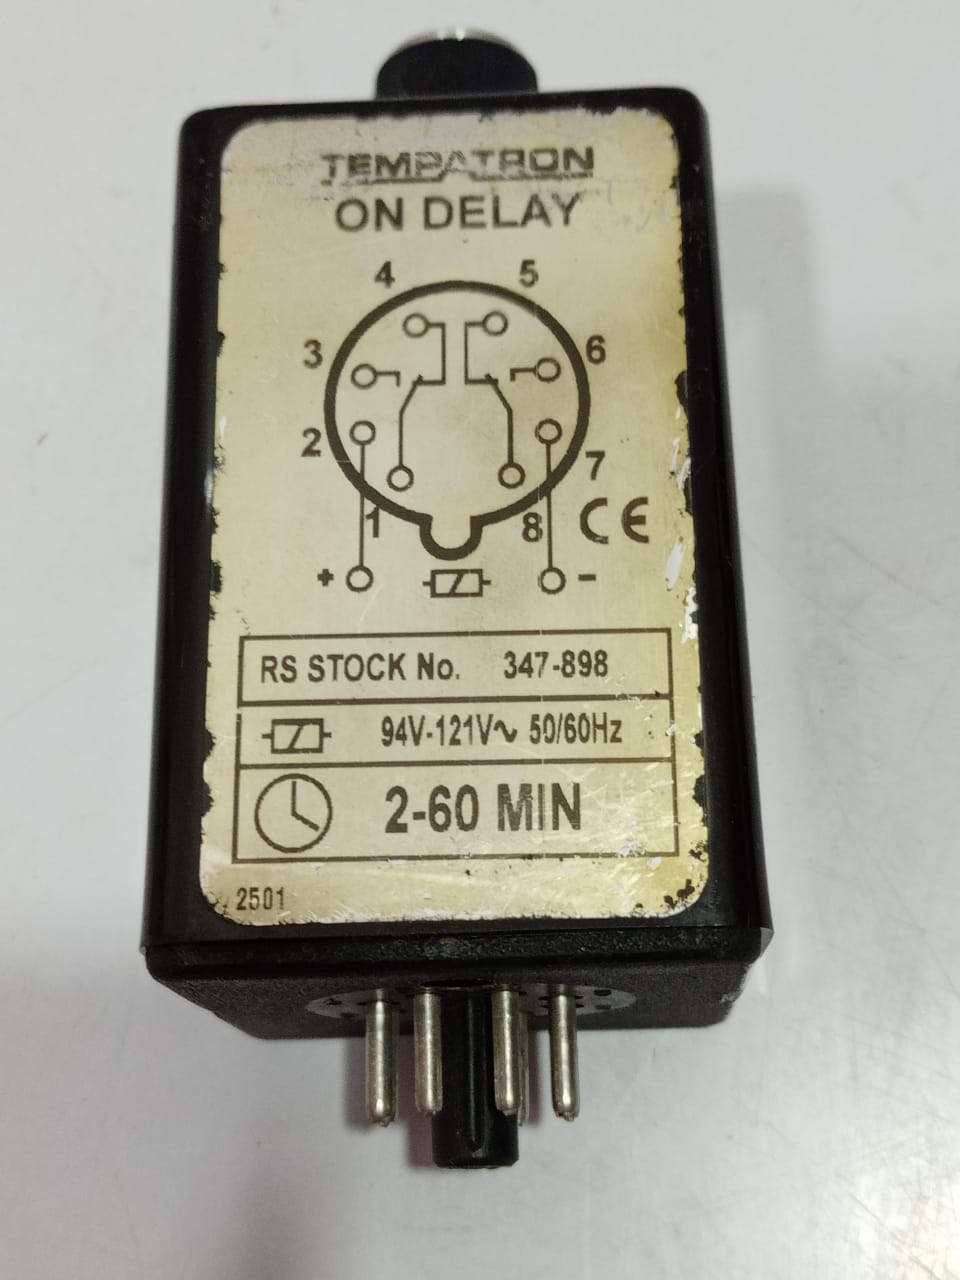 TEMPATRON
ON DELAY
4 5
3 6
2 7
1 8 CE
+ -
RS STOCK No. 347-898
94V-121V∿ 50/60Hz
2-60 MIN
2501